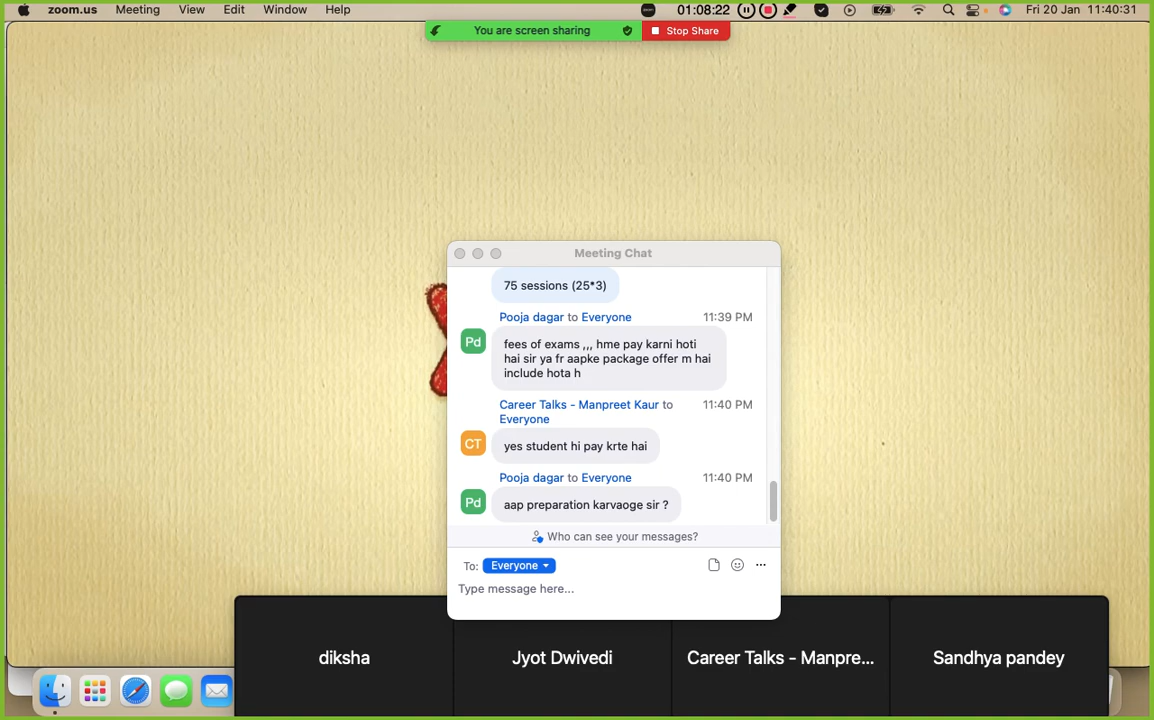 zoom.us Meeting View Edit Window Help 01:08:22 Fri 20 Jan 11:40:31
You are screen sharing Stop Share
Meeting Chat
75 sessions (25*3)
Pooja dagar to Everyone 11:39 PM
Pd
fees of exams ,,, hme pay karni hoti
hai sir ya fr aapke package offer m hai
include hota h
Career Talks - Manpreet Kaur to 11:40 PM
Everyone
CT
yes student hi pay krte hai
Pooja dagar to Everyone 11:40 PM
Pd
aap preparation karvaoge sir ?
Who can see your messages?
To: Everyone
Type message here...
diksha Jyot Dwivedi Career Talks - Manpre... Sandhya pandey